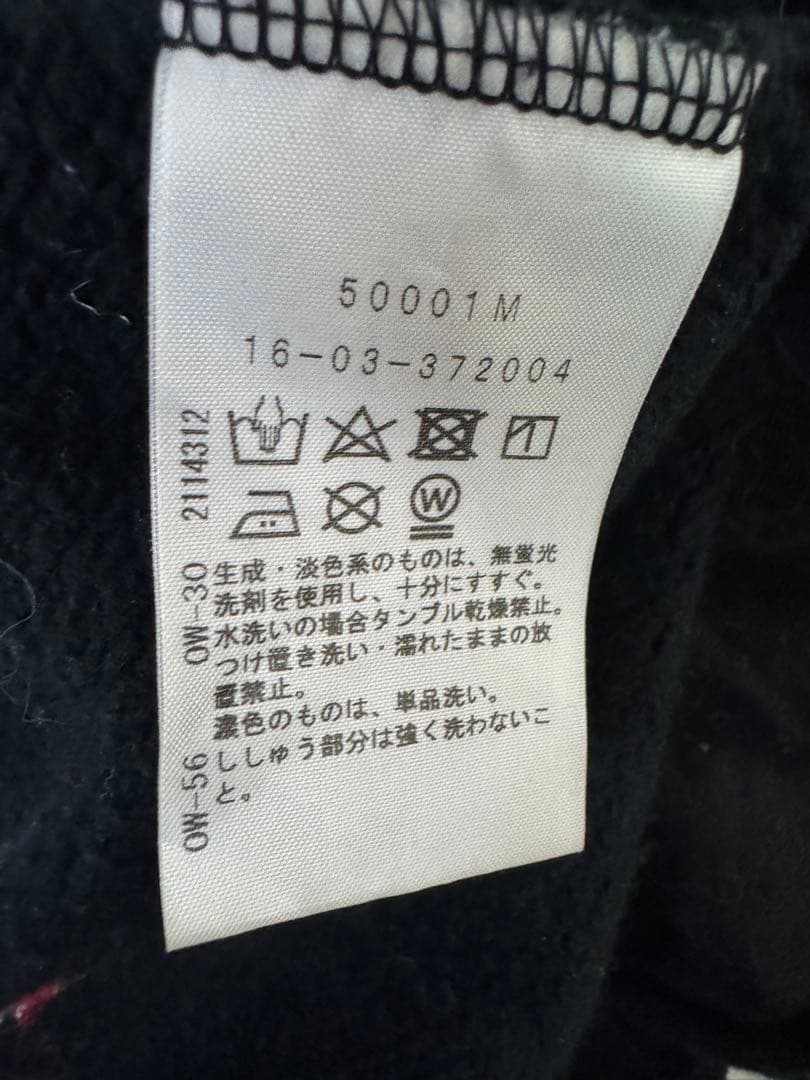 50001M
16-03-372004
2114312
W
OW-30
生成・淡色系のものは、無蛍光
洗剤を使用し、十分にすすぐ。
水洗いの場合タンブル乾燥禁止。
つけ置き洗い・濡れたままの放
置禁止。
濃色のものは、単品洗い。
OW-56
ししゅう部分は強く洗わないこ
と。